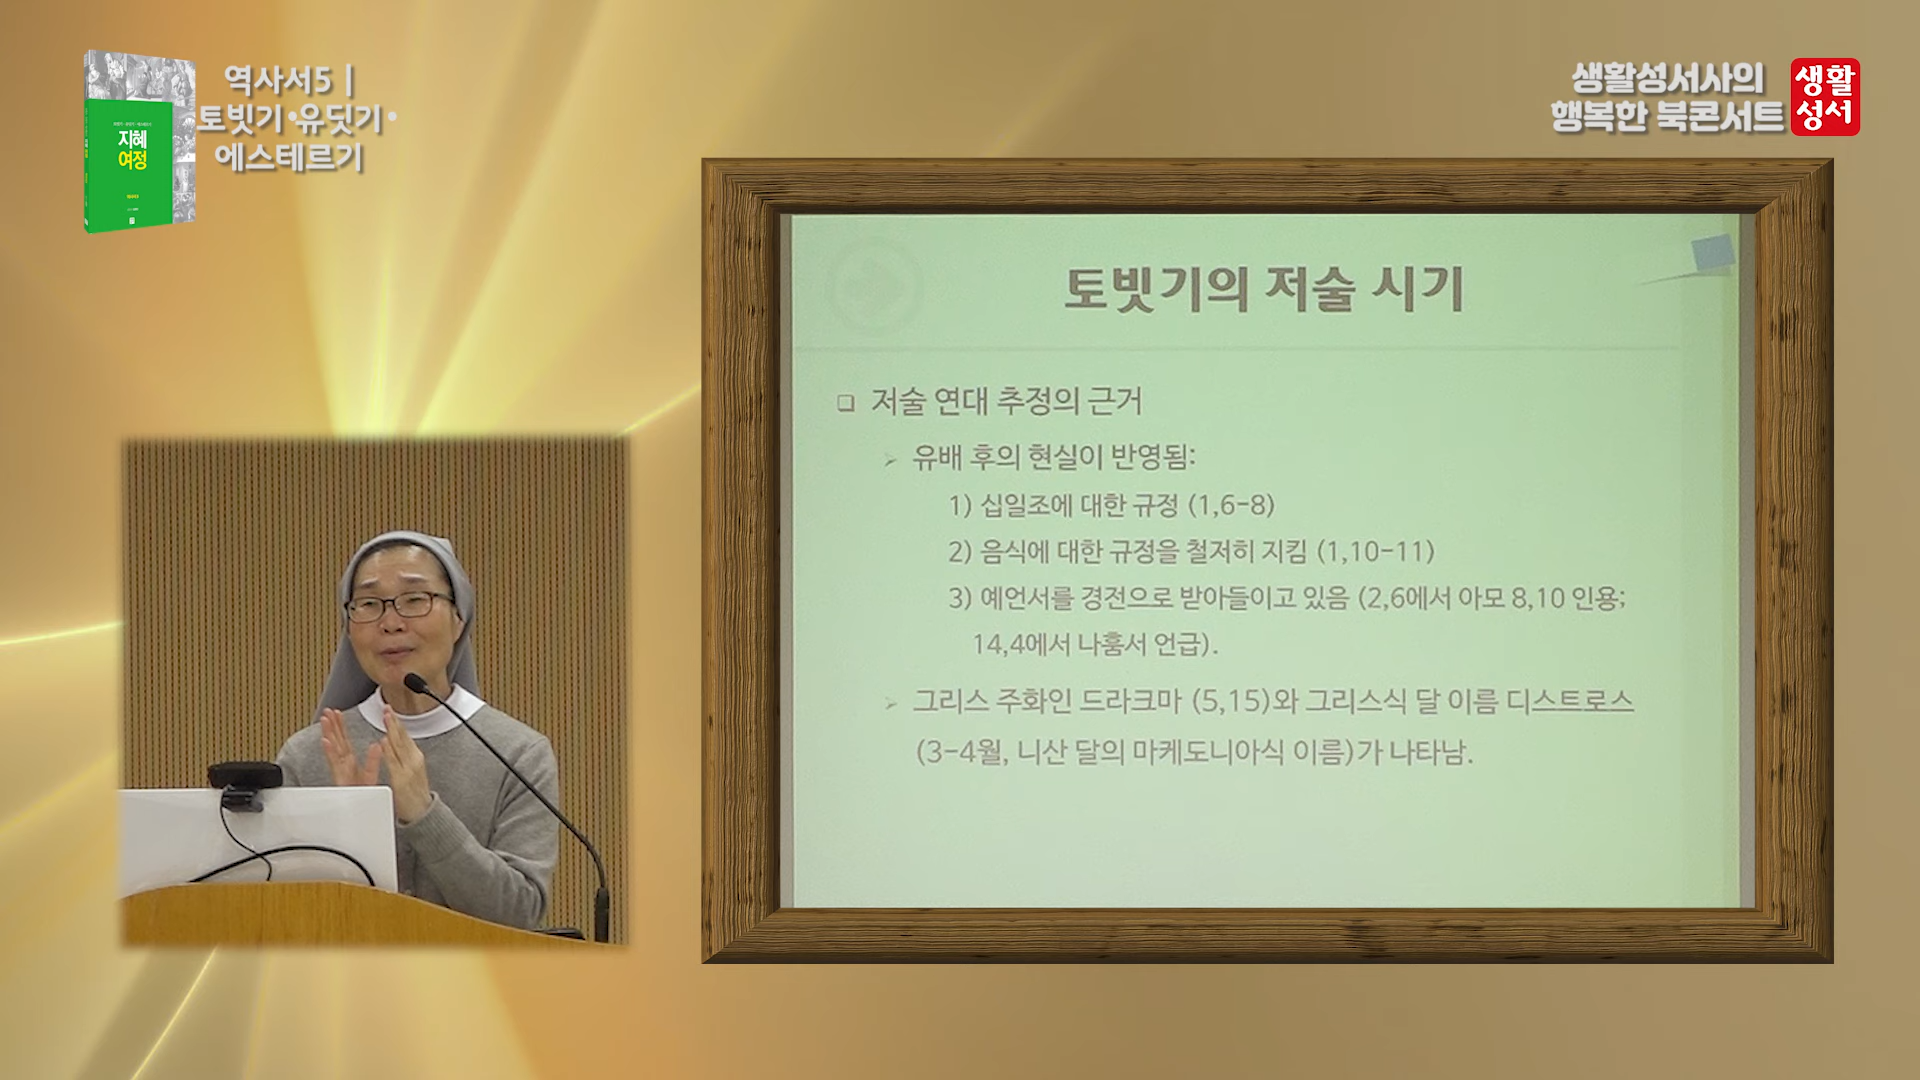 역사서5 |
토빗기·유딧기·
에스테르기
지혜
여정
생활성서사의
행복한 북콘서트
생활
성서
토빗기의 저술 시기
❑ 저술 연대 추정의 근거
➢ 유배 후의 현실이 반영됨:
1) 십일조에 대한 규정 (1,6-8)
2) 음식에 대한 규정을 철저히 지킴 (1,10-11)
3) 예언서를 경전으로 받아들이고 있음 (2,6에서 아모 8,10 인용;
14,4에서 나훔서 언급).
➢ 그리스 주화인 드라크마 (5,15)와 그리스식 달 이름 디스트로스
(3-4월, 니산 달의 마케도니아식 이름)가 나타남.